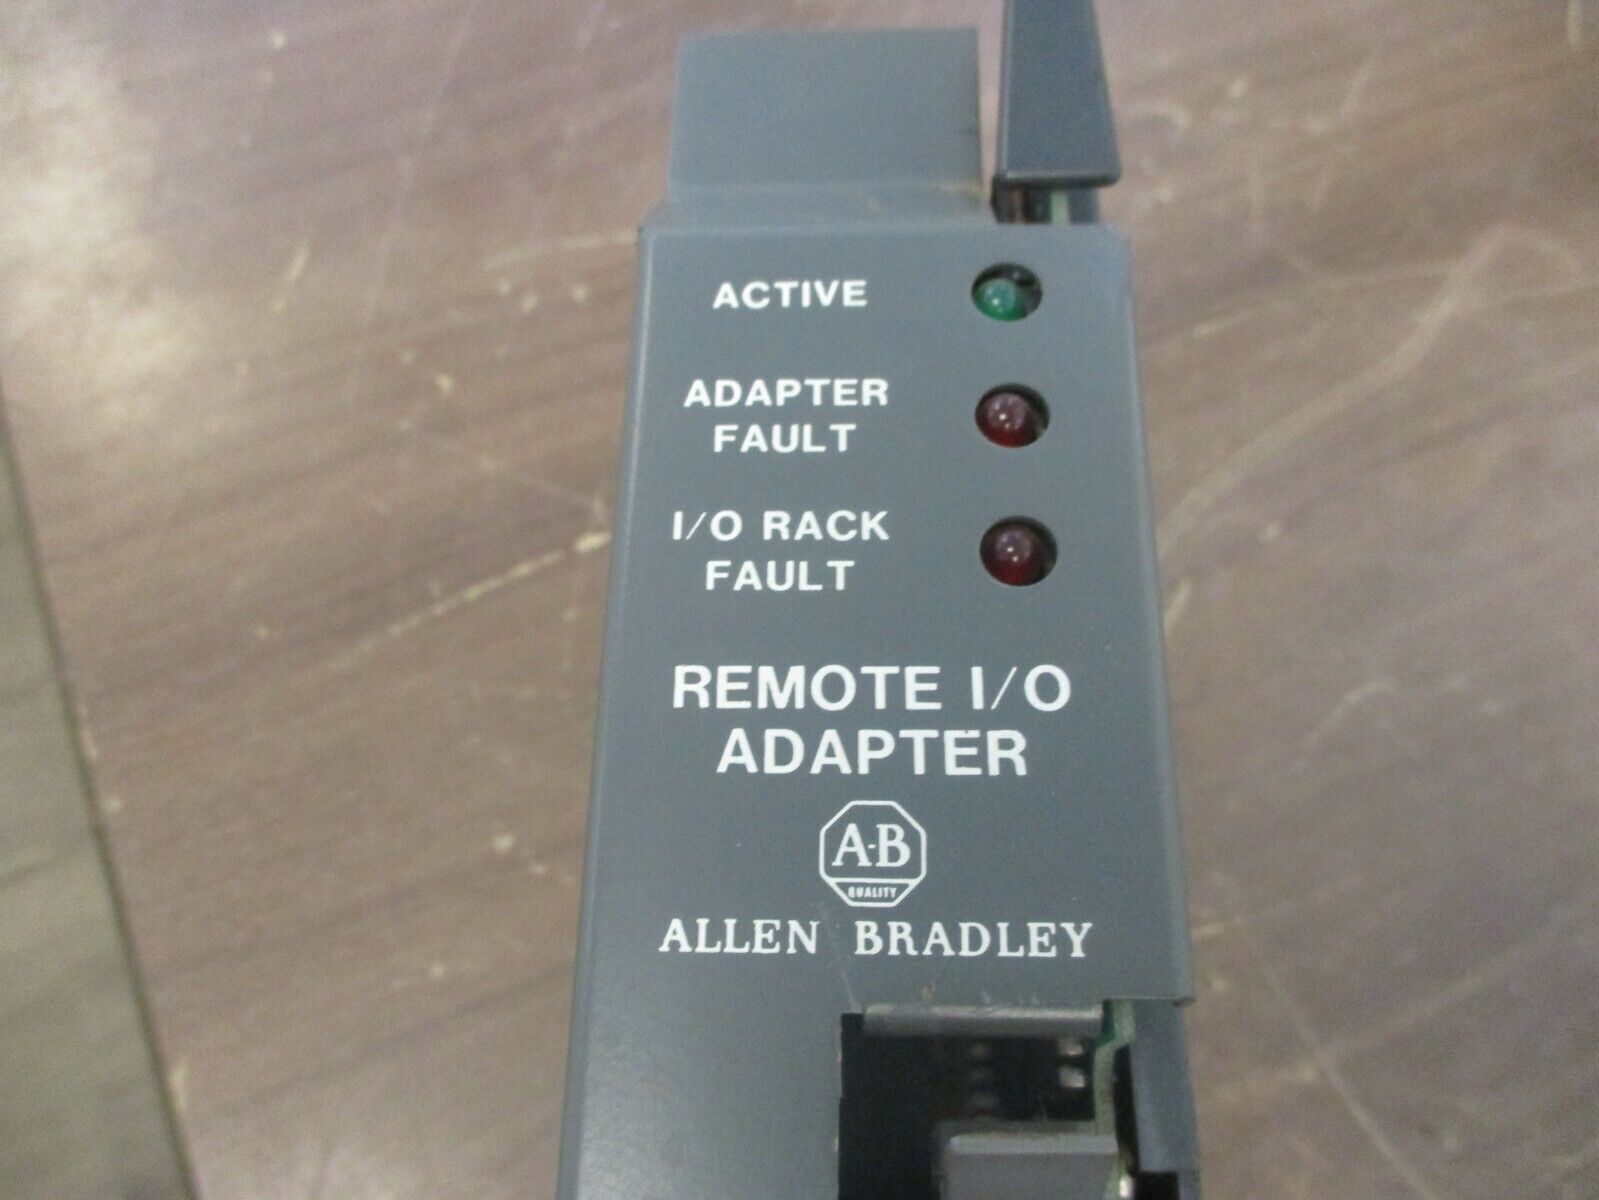 ACTIVE
ADAPTER
FAULT
I/O RACK
FAULT
REMOTE I/O
ADAPTER
A-B
QUALITY
ALLEN BRADLEY